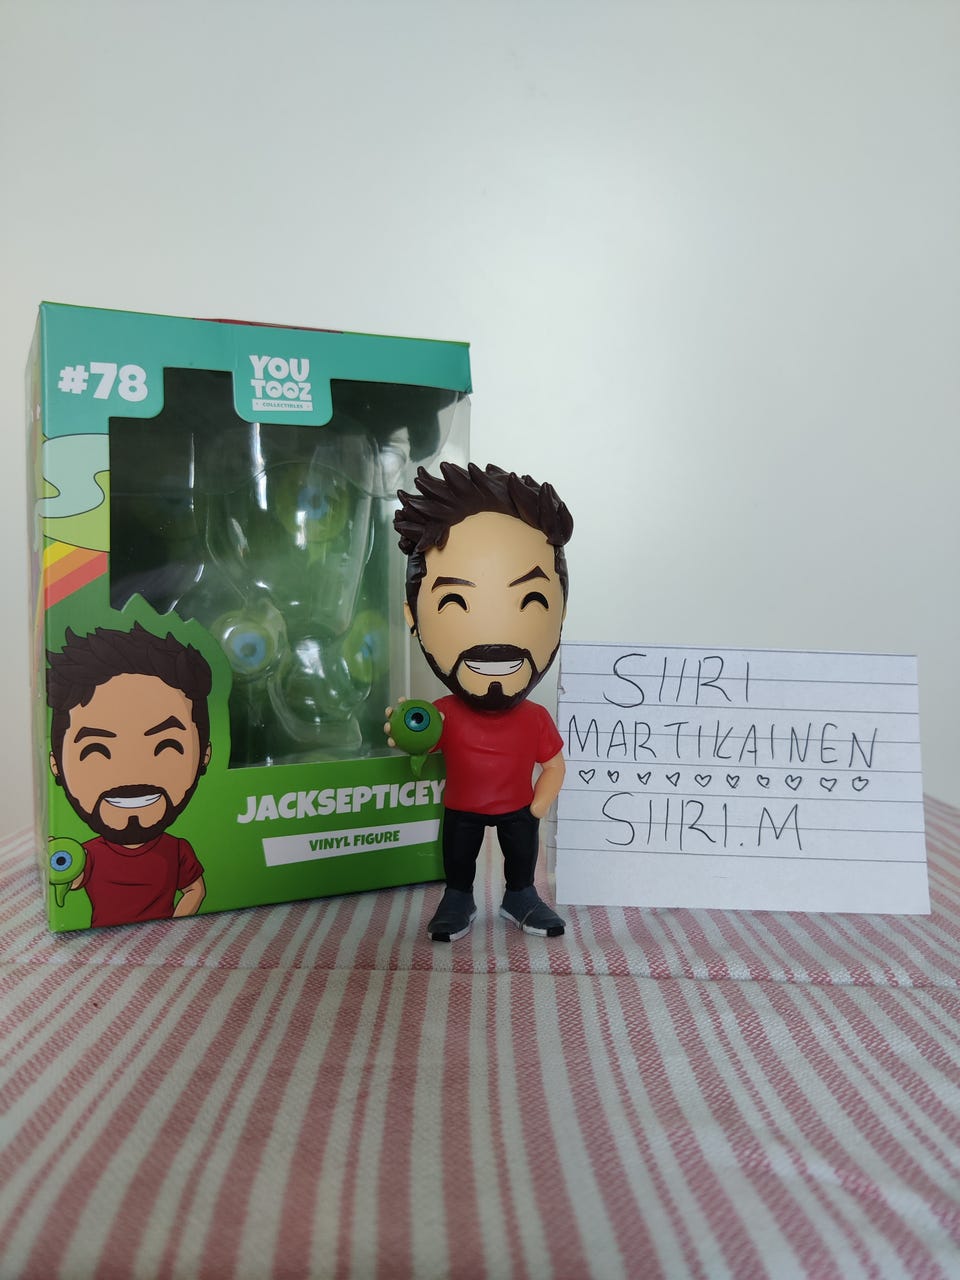 #78
YOU
TOOZ
COLLECTIBLES
JACKSEPTICEY
VINYL FIGURE
SIIRI
MARTIKAINEN
SIIRI.M